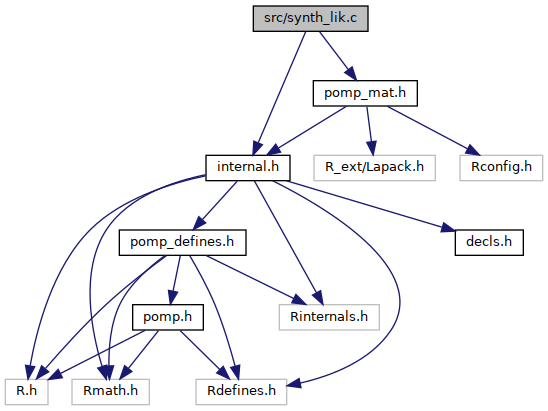 src/synth_lik.c
pomp_mat.h
internal.h
R_ext/Lapack.h
Rconfig.h
pomp_defines.h
decls.h
pomp.h
Rinternals.h
R.h
Rmath.h
Rdefines.h